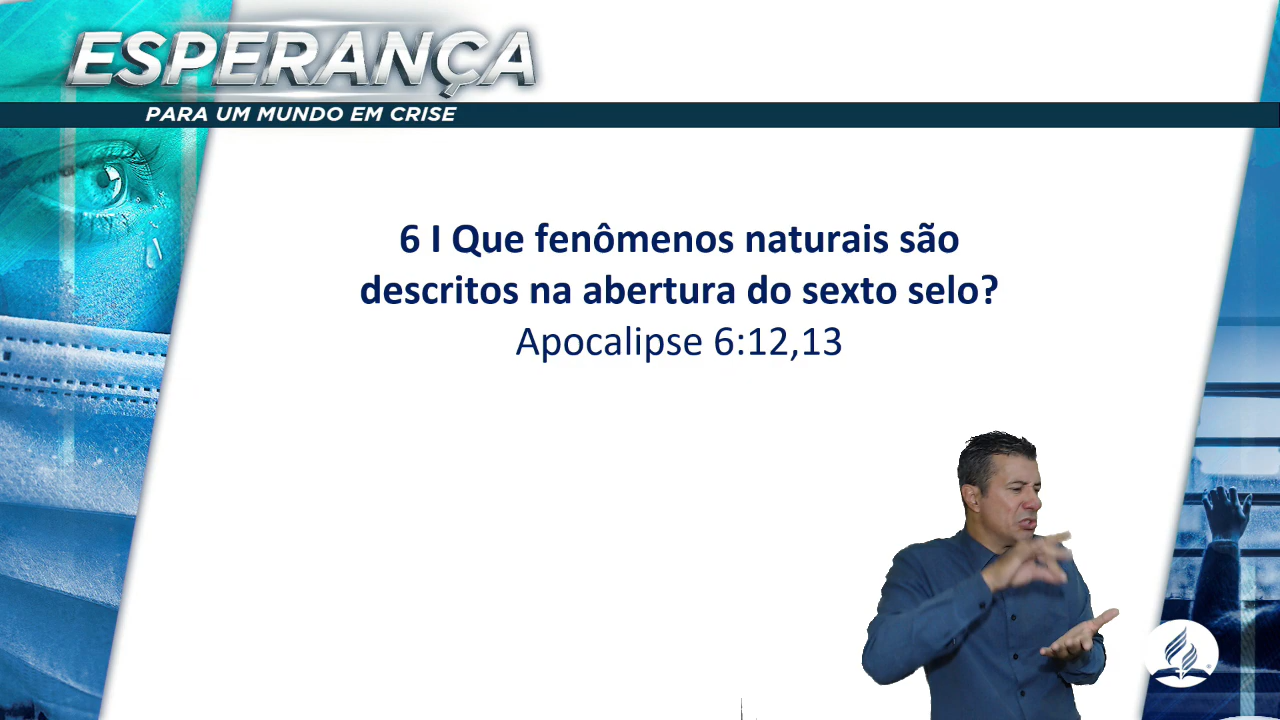 ESPERANÇA
PARA UM MUNDO EM CRISE
6 I Que fenômenos naturais são
descritos na abertura do sexto selo?
Apocalipse 6:12,13